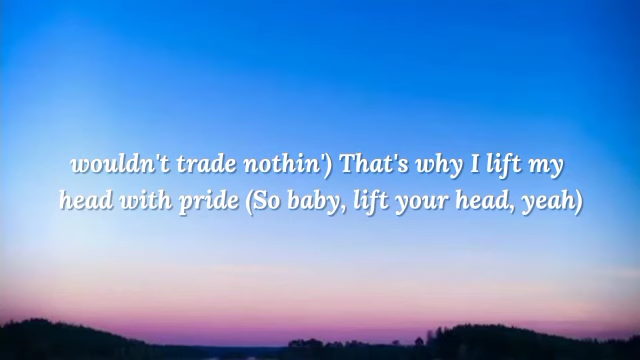 wouldn't trade nothin') That's why I lift my
head with pride (So baby, lift your head, yeah)